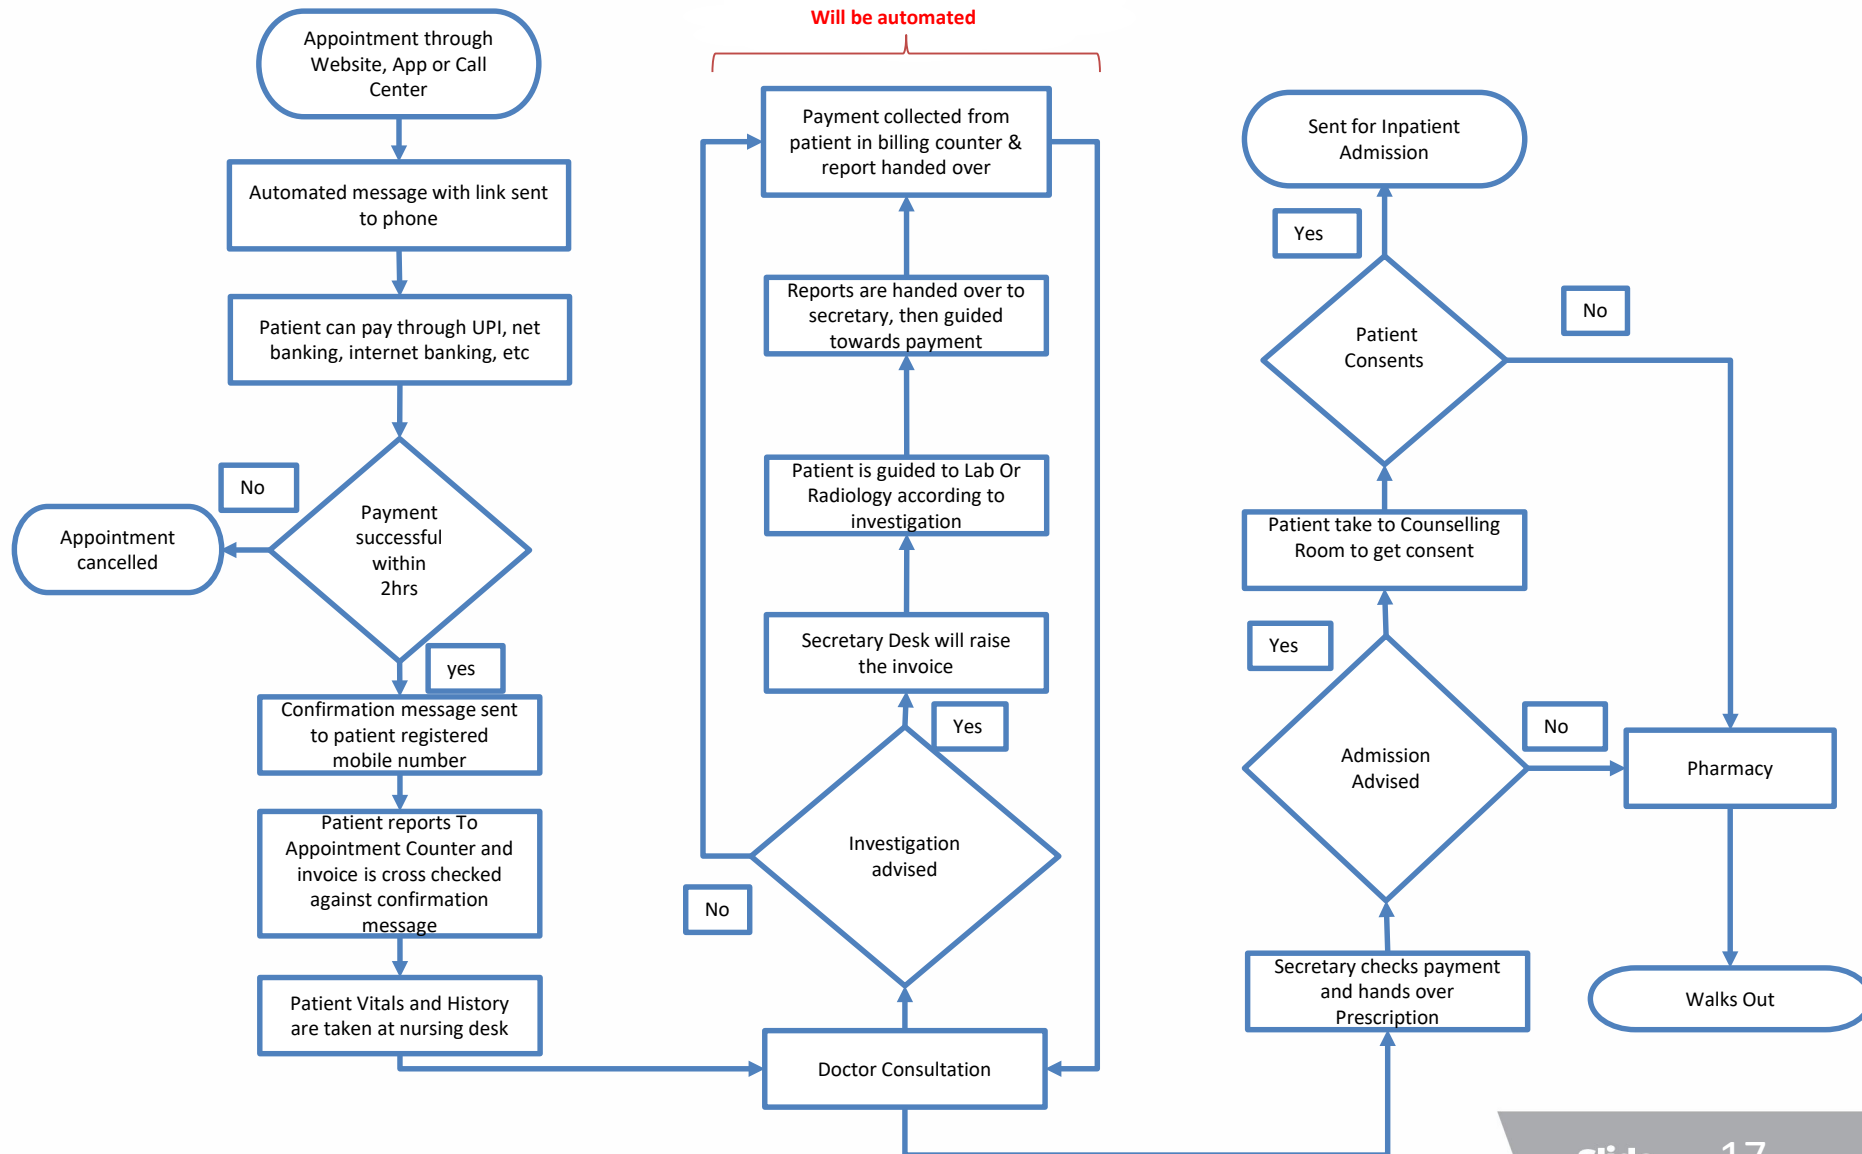 Appointment through
Website, App or Call
Center
Automated message with link sent
to phone
Patient can pay through UPI, net
banking, internet banking, etc
No
Payment
successful
within
2hrs
Appointment
cancelled
yes
Confirmation message sent
to patient registered
mobile number
Patient reports To
Appointment Counter and
invoice is cross checked
against confirmation
message
Patient Vitals and History
are taken at nursing desk
Will be automated
Payment collected from
patient in billing counter &
report handed over
Reports are handed over to
secretary, then guided
towards payment
Patient is guided to Lab Or
Radiology according to
investigation
Secretary Desk will raise
the invoice
Yes
Investigation
advised
No
Doctor Consultation
Sent for Inpatient
Admission
Yes
No
Patient
Consents
Patient take to Counselling
Room to get consent
Yes
No
Admission
Advised
Pharmacy
Secretary checks payment
and hands over
Prescription
Walks Out
Slide 17